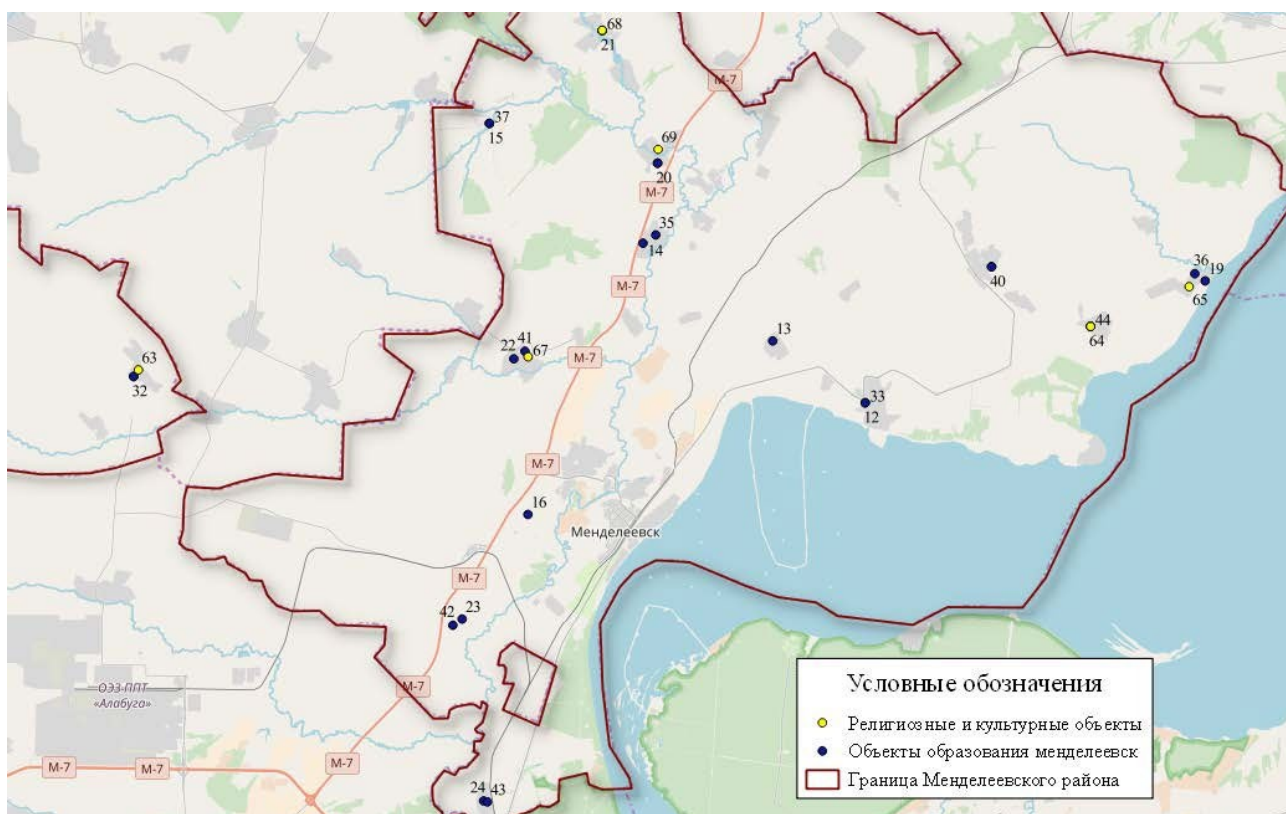 68
21
М-7
37
15
69
20
М-7
35
14
М-7
40
36
19
65
13
44
64
41
22
67
М-7
63
32
33
12
М-7
16
Менделеевск
М-7
42
23
М-7
ОЭЗ ППТ
«Алабуга»
М-7
М-7
М-7
24
43
Условные обозначения
Религиозные и культурные объекты
Объекты образования менделеевск
Граница Менделеевского района